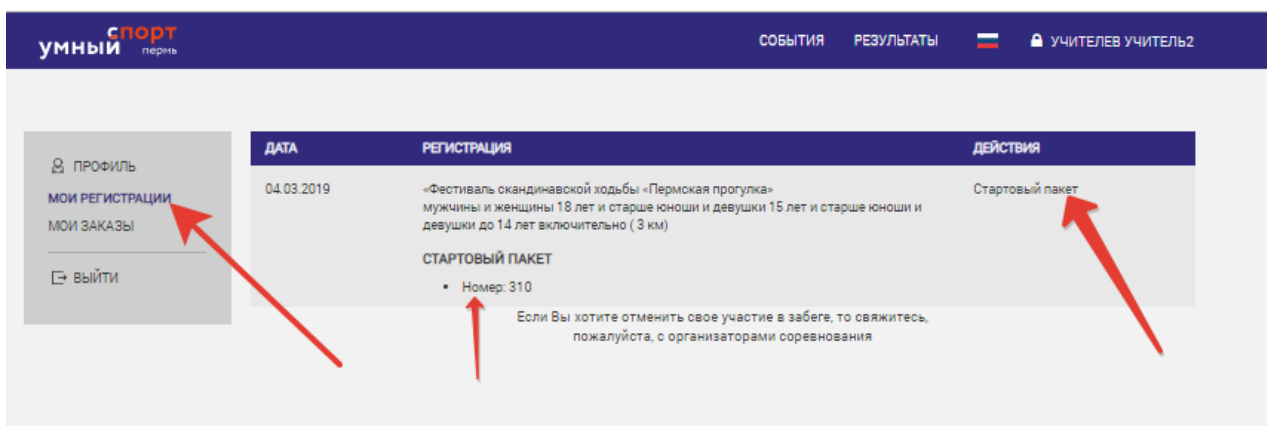 умный спорт
пермь
СОБЫТИЯ РЕЗУЛЬТАТЫ УЧИТЕЛЕВ УЧИТЕЛЬ2
ПРОФИЛЬ
МОИ РЕГИСТРАЦИИ
МОИ ЗАКАЗЫ
ВЫЙТИ
ДАТА РЕГИСТРАЦИЯ ДЕЙСТВИЯ
04.03.2019 «Фестиваль скандинавской ходьбы «Пермская прогулка» Стартовый пакет
мужчины и женщины 18 лет и старше юноши и девушки 15 лет и старше юноши и
девушки до 14 лет включительно ( 3 км)
СТАРТОВЫЙ ПАКЕТ
• Номер: 310
Если Вы хотите отменить свое участие в забеге, то свяжитесь,
пожалуйста, с организаторами соревнования